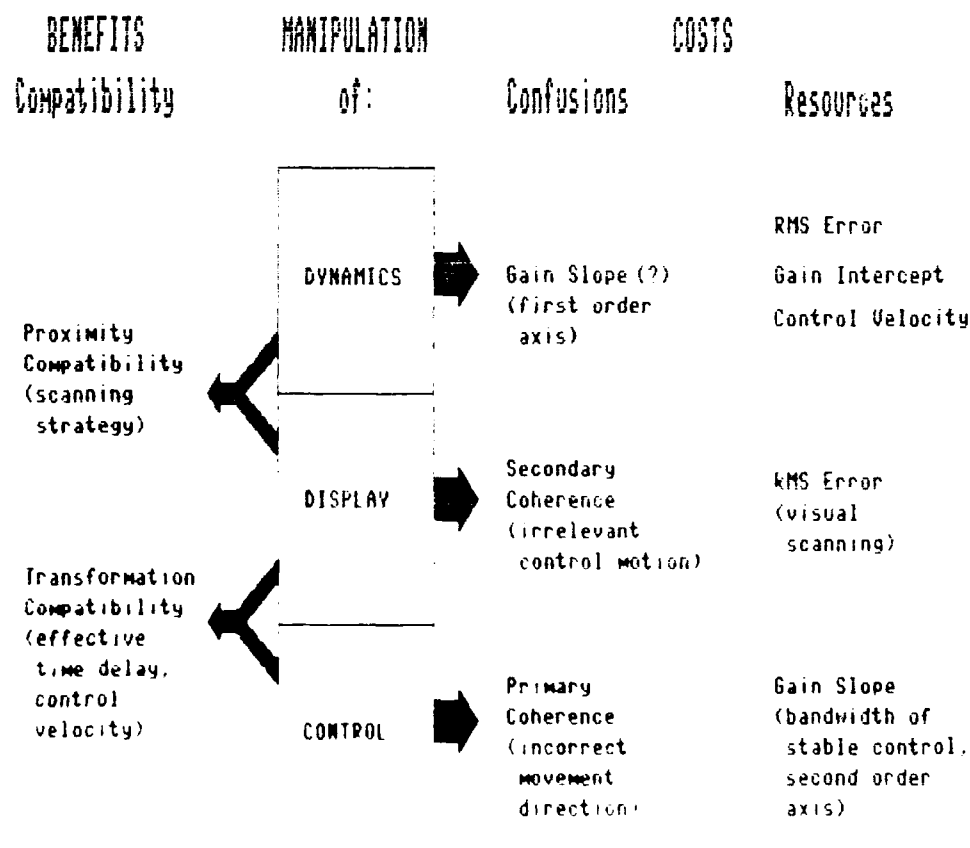 BENEFITS MANIPULATION COSTS
Compatibility of: Confusions Resources
RMS Error
DYNAMICS Gain Slope (?) Gain Intercept
(first order Control Velocity
axis)
Proximity
Compatibility
(scanning
strategy)
Secondary
DISPLAY Coherence RMS Error
(irrelevant (visual
control motion) scanning)
Transformation
Compatibility
(effective
time delay,
control
velocity)
Primary Gain Slope
CONTROL Coherence (bandwidth of
(incorrect stable control,
movement second order
direction) axis)